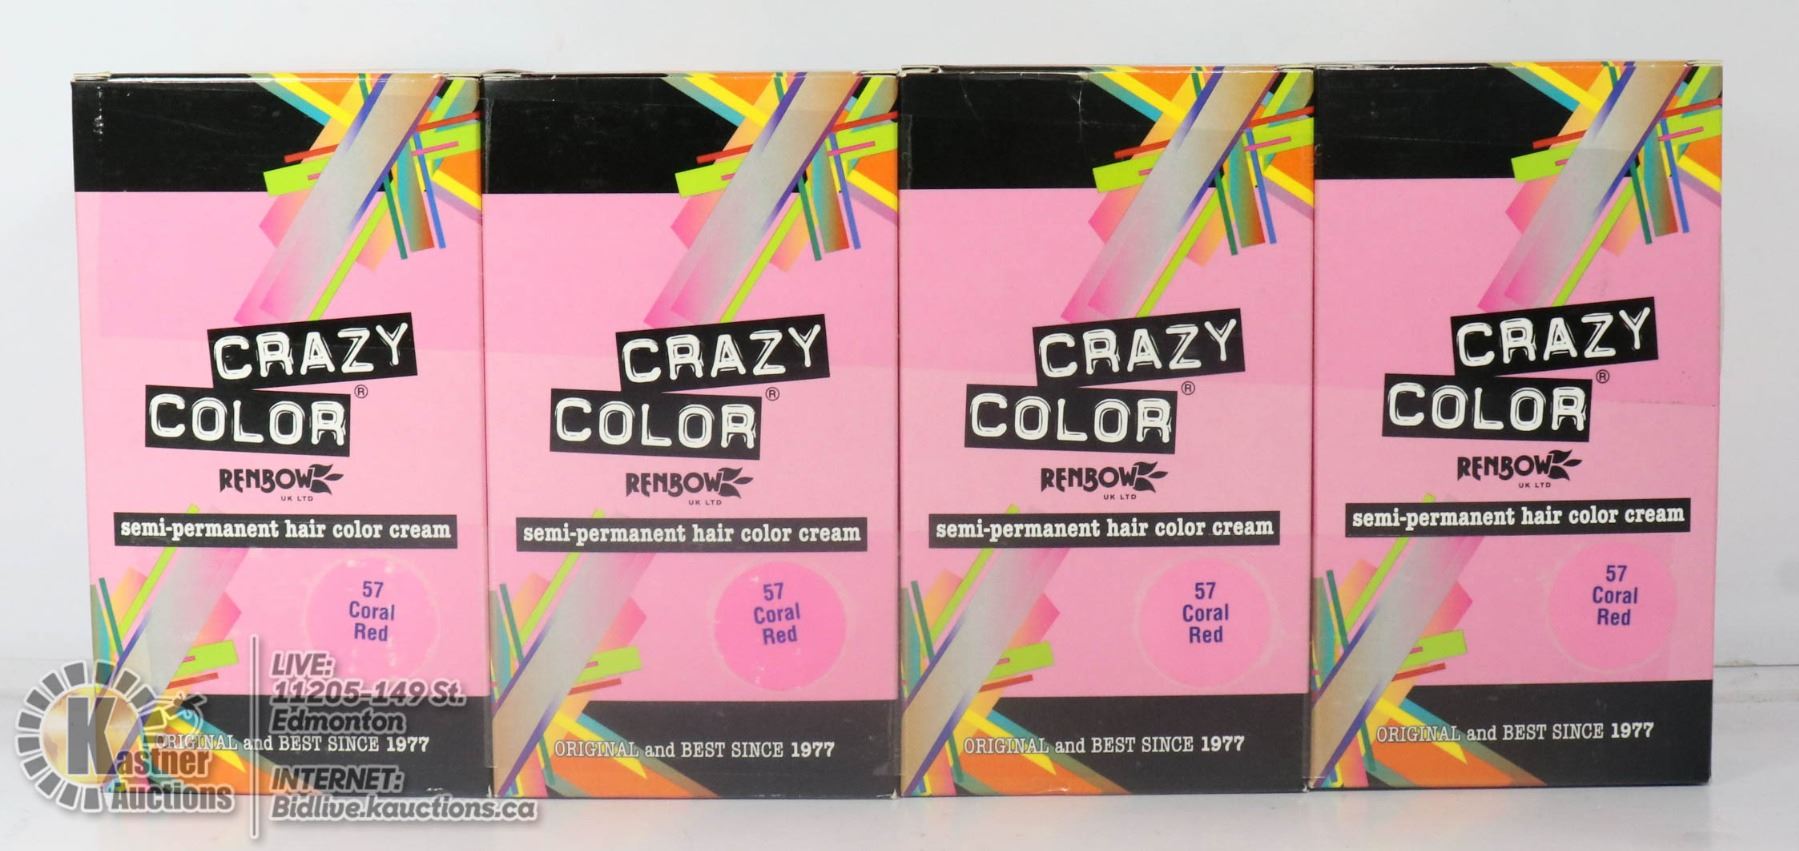 CRAZY
COLOR®
RENBOW
UK LTD
semi-permanent hair color cream
57
Coral
Red
ORIGINAL and BEST SINCE 1977
CRAZY
COLOR®
RENBOW
UK LTD
semi-permanent hair color cream
57
Coral
Red
ORIGINAL and BEST SINCE 1977
CRAZY
COLOR®
RENBOW
UK LTD
semi-permanent hair color cream
57
Coral
Red
ORIGINAL and BEST SINCE 1977
CRAZY
COLOR®
RENBOW
UK LTD
semi-permanent hair color cream
57
Coral
Red
ORIGINAL and BEST SINCE 1977
Kastner
Auctions
LIVE:
11205-149 St.
Edmonton
INTERNET:
Bidlive.kauctions.ca